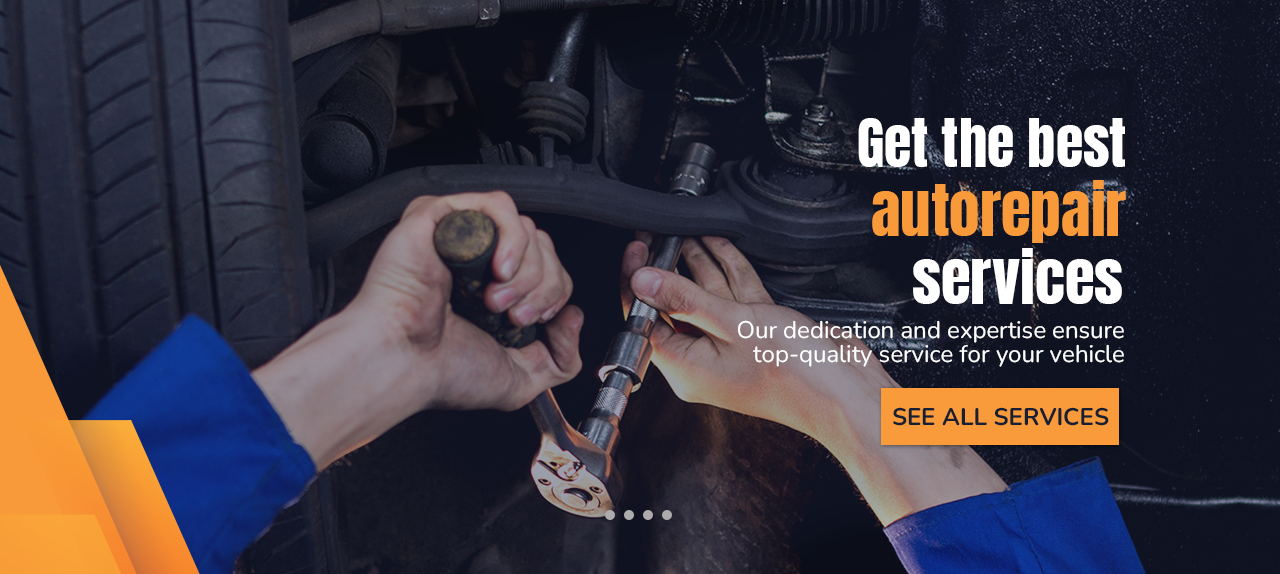 Get the best
autorepair
services
Our dedication and expertise ensure
top-quality service for your vehicle
SEE ALL SERVICES